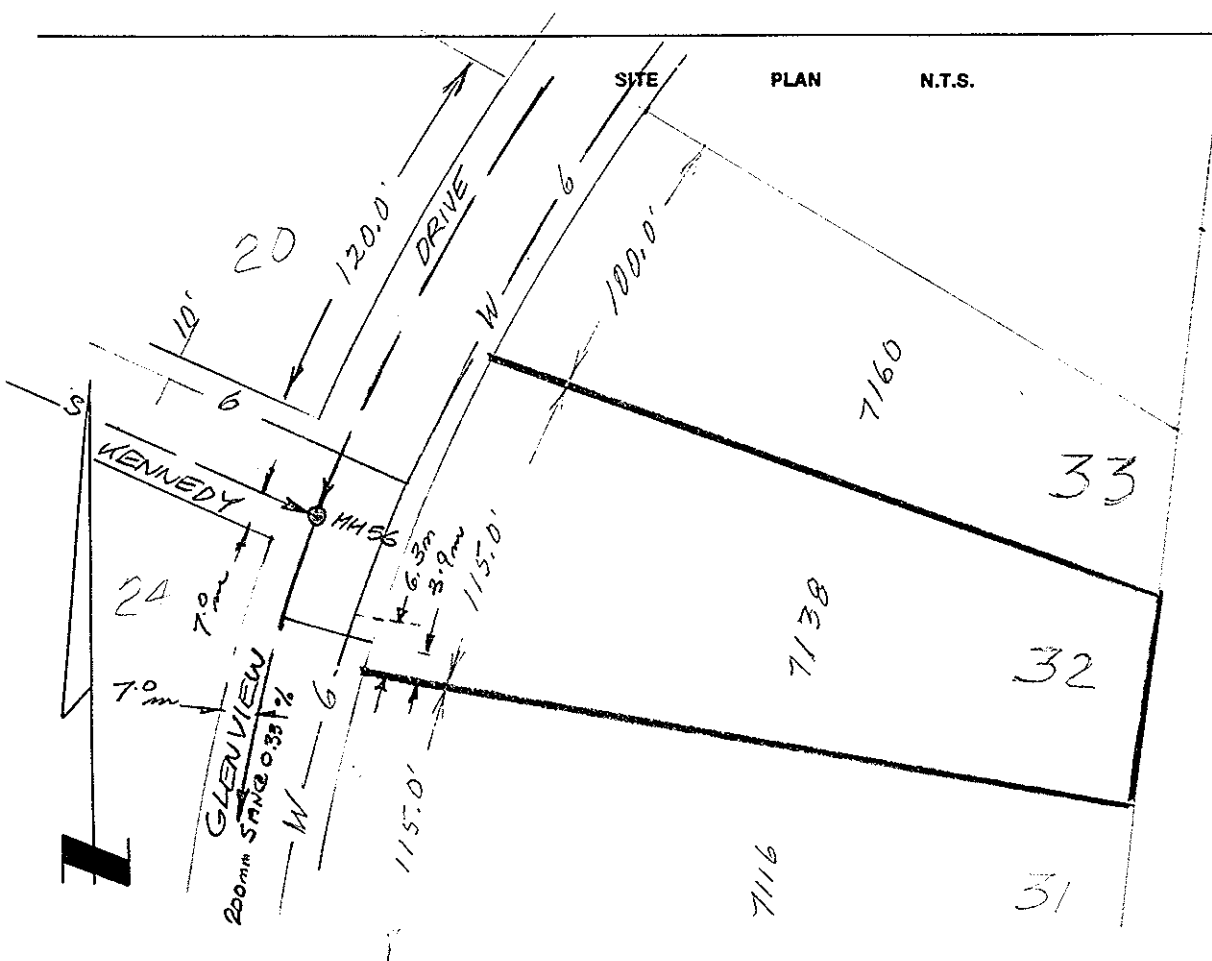 SITE PLAN N.T.S.
120.0'
DRIVE
6
W
20
10'
100.0'
7160
33
6
S
KENNEDY
MH56
6.3m
3.9m
115.0'
7138
32
24
7.0m
7.0m
GLENVIEW
200mm SAN@0.33%
6
W
115.0'
7116
31